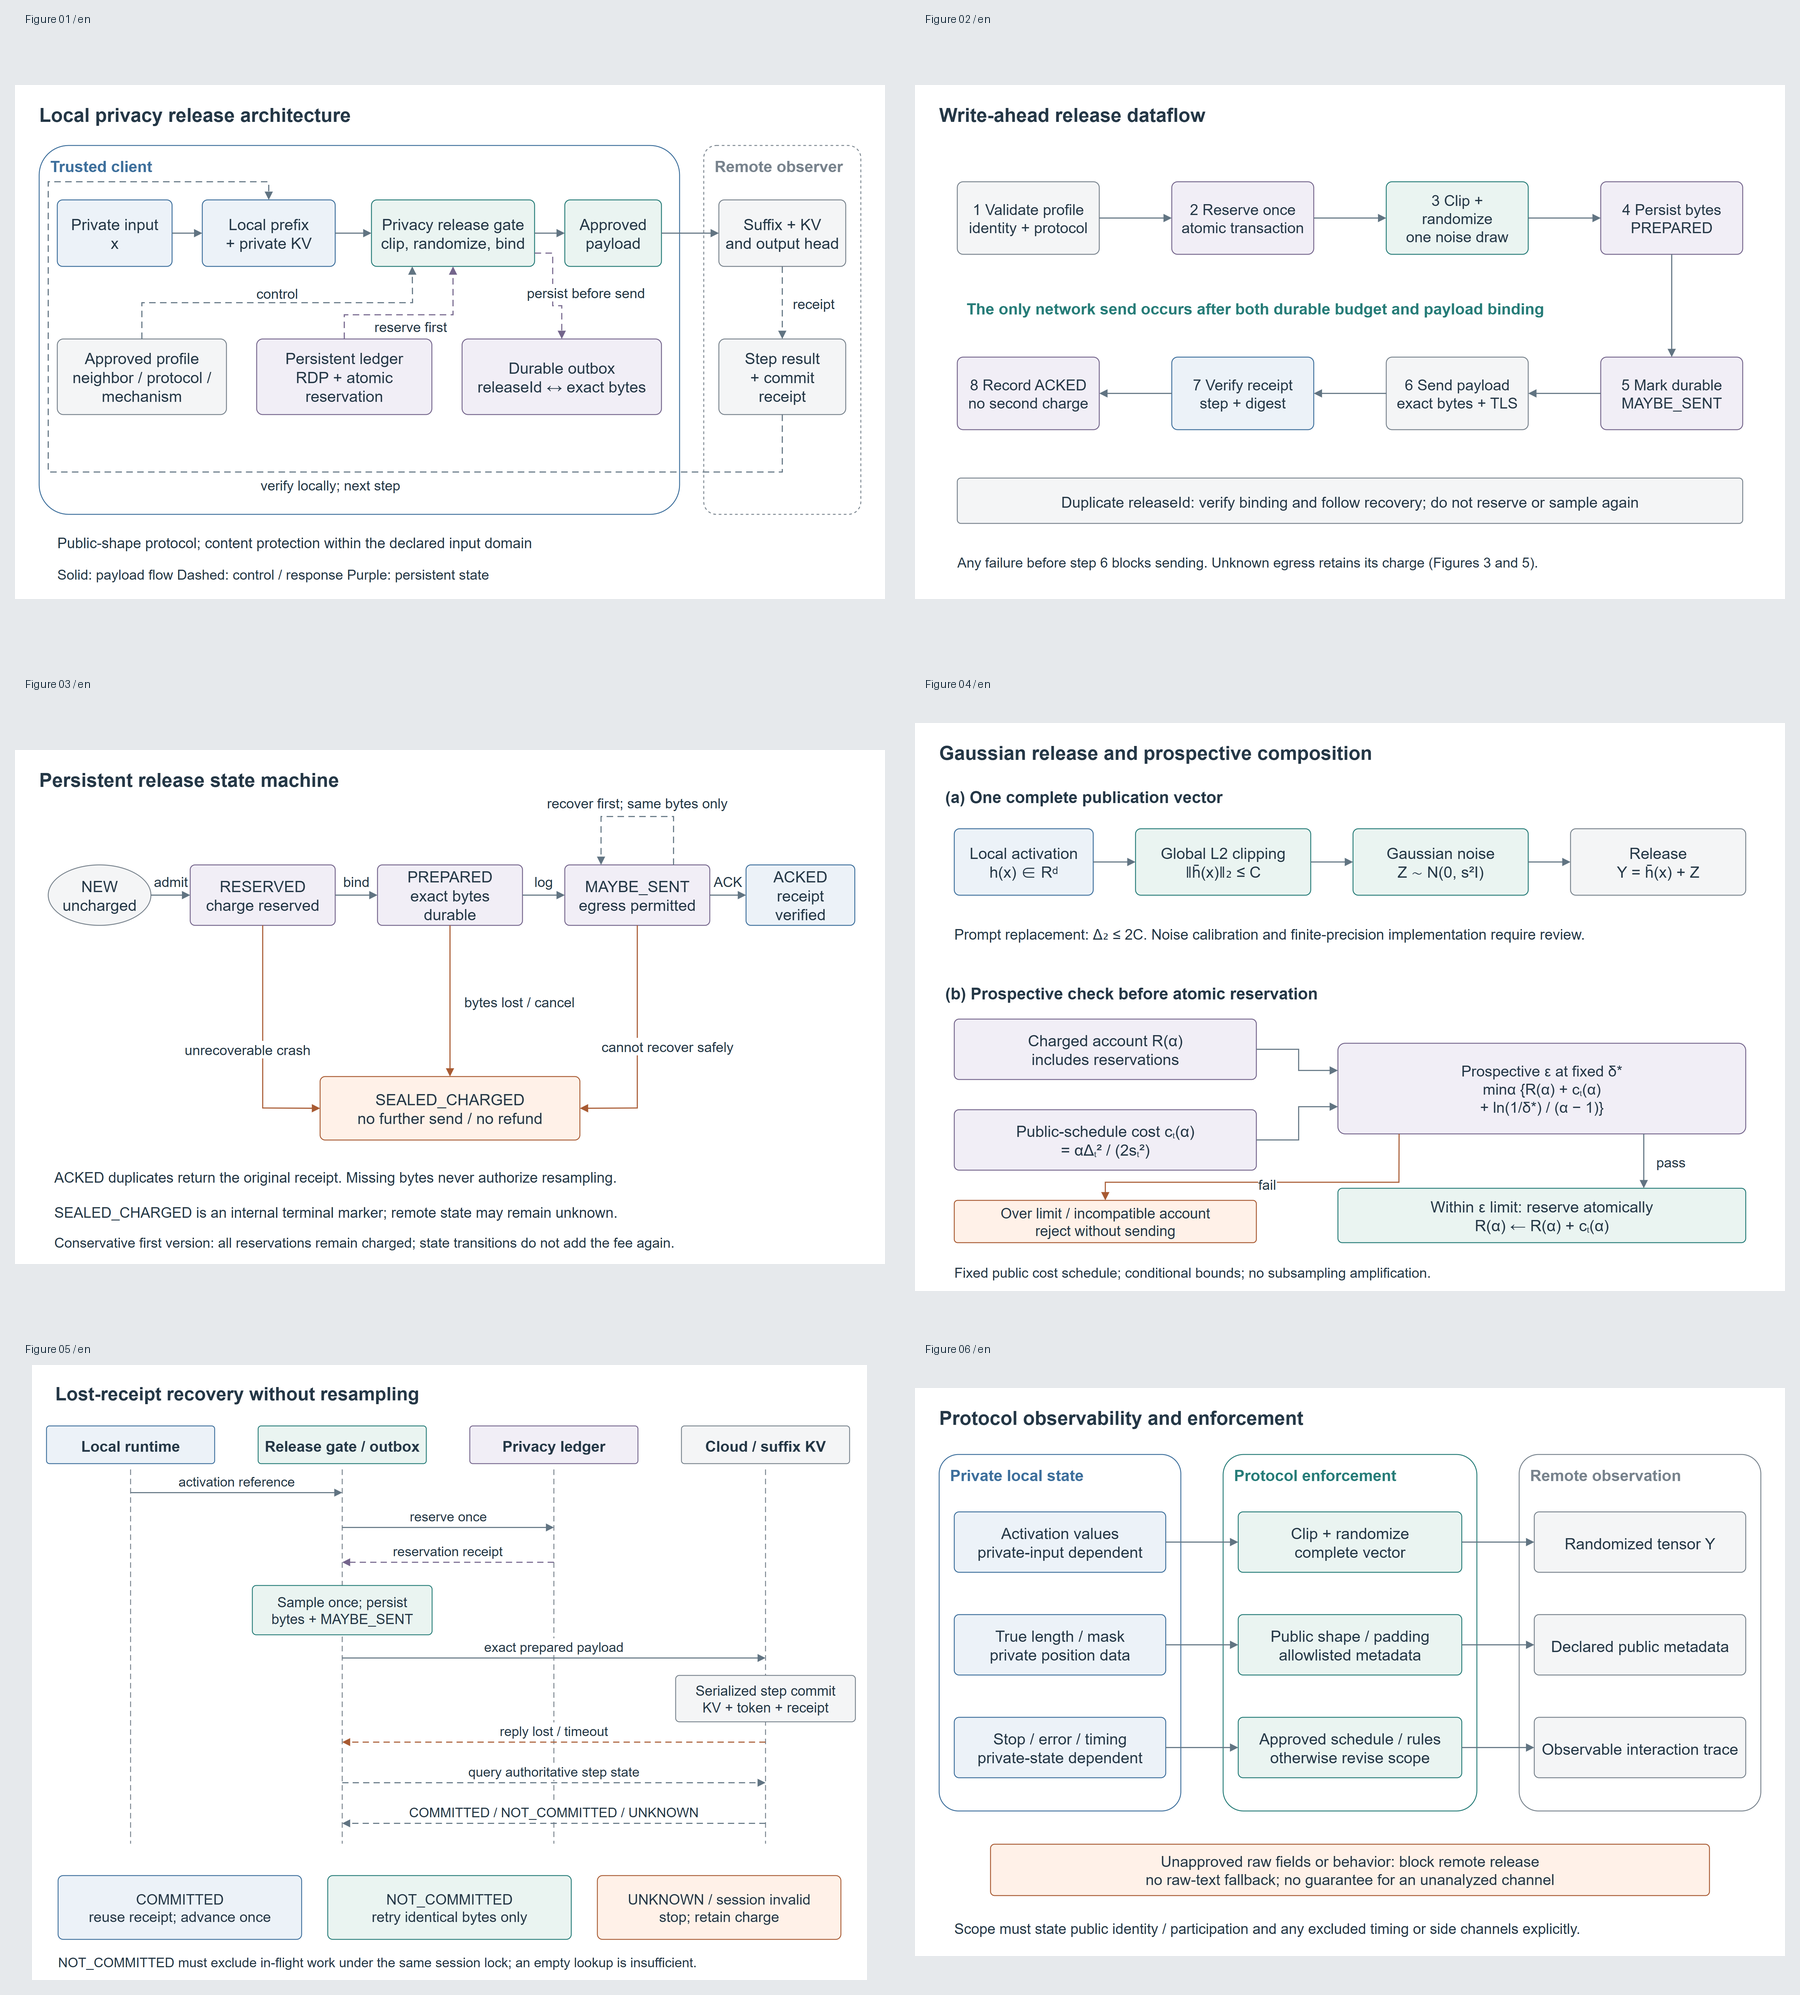 Figure 01 / en
Local privacy release architecture
Trusted client
Remote observer
Private input
x
Local prefix
+ private KV
Privacy release gate
clip, randomize, bind
Approved
payload
Suffix + KV
and output head
control
persist before send
receipt
reserve first
Approved profile
neighbor / protocol /
mechanism
Persistent ledger
RDP + atomic
reservation
Durable outbox
releaseId ↔ exact bytes
Step result
+ commit
receipt
verify locally; next step
Public-shape protocol; content protection within the declared input domain
Solid: payload flow Dashed: control / response Purple: persistent state
Figure 02 / en
Write-ahead release dataflow
1 Validate profile
identity + protocol
2 Reserve once
atomic transaction
3 Clip +
randomize
one noise draw
4 Persist bytes
PREPARED
The only network send occurs after both durable budget and payload binding
8 Record ACKED
no second charge
7 Verify receipt
step + digest
6 Send payload
exact bytes + TLS
5 Mark durable
MAYBE_SENT
Duplicate releaseId: verify binding and follow recovery; do not reserve or sample again
Any failure before step 6 blocks sending. Unknown egress retains its charge (Figures 3 and 5).
Figure 03 / en
Persistent release state machine
recover first; same bytes only
NEW
uncharged
admit
RESERVED
charge reserved
bind
PREPARED
exact bytes
durable
log
MAYBE_SENT
egress permitted
ACK
ACKED
receipt
verified
bytes lost / cancel
unrecoverable crash
cannot recover safely
SEALED_CHARGED
no further send / no refund
ACKED duplicates return the original receipt. Missing bytes never authorize resampling.
SEALED_CHARGED is an internal terminal marker; remote state may remain unknown.
Conservative first version: all reservations remain charged; state transitions do not add the fee again.
Figure 04 / en
Gaussian release and prospective composition
(a) One complete publication vector
Local activation
h(x) ∈ Rᵈ
Global L2 clipping
‖h̄(x)‖₂ ≤ C
Gaussian noise
Z ~ N(0, s²I)
Release
Y = h̄(x) + Z
Prompt replacement: Δ₂ ≤ 2C. Noise calibration and finite-precision implementation require review.
(b) Prospective check before atomic reservation
Charged account R(α)
includes reservations
Public-schedule cost cₜ(α)
= αΔₜ² / (2sₜ²)
Prospective ε at fixed δ*
minα {R(α) + cₜ(α)
+ ln(1/δ*) / (α − 1)}
pass
fail
Over limit / incompatible account
reject without sending
Within ε limit: reserve atomically
R(α) ← R(α) + cₜ(α)
Fixed public cost schedule; conditional bounds; no subsampling amplification.
Figure 05 / en
Lost-receipt recovery without resampling
Local runtime
Release gate / outbox
Privacy ledger
Cloud / suffix KV
activation reference
reserve once
reservation receipt
Sample once; persist
bytes + MAYBE_SENT
exact prepared payload
Serialized step commit
KV + token + receipt
reply lost / timeout
query authoritative step state
COMMITTED / NOT_COMMITTED / UNKNOWN
COMMITTED
reuse receipt; advance once
NOT_COMMITTED
retry identical bytes only
UNKNOWN / session invalid
stop; retain charge
NOT_COMMITTED must exclude in-flight work under the same session lock; an empty lookup is insufficient.
Figure 06 / en
Protocol observability and enforcement
Private local state
Protocol enforcement
Remote observation
Activation values
private-input dependent
Clip + randomize
complete vector
Randomized tensor Y
True length / mask
private position data
Public shape / padding
allowlisted metadata
Declared public metadata
Stop / error / timing
private-state dependent
Approved schedule / rules
otherwise revise scope
Observable interaction trace
Unapproved raw fields or behavior: block remote release
no raw-text fallback; no guarantee for an unanalyzed channel
Scope must state public identity / participation and any excluded timing or side channels explicitly.